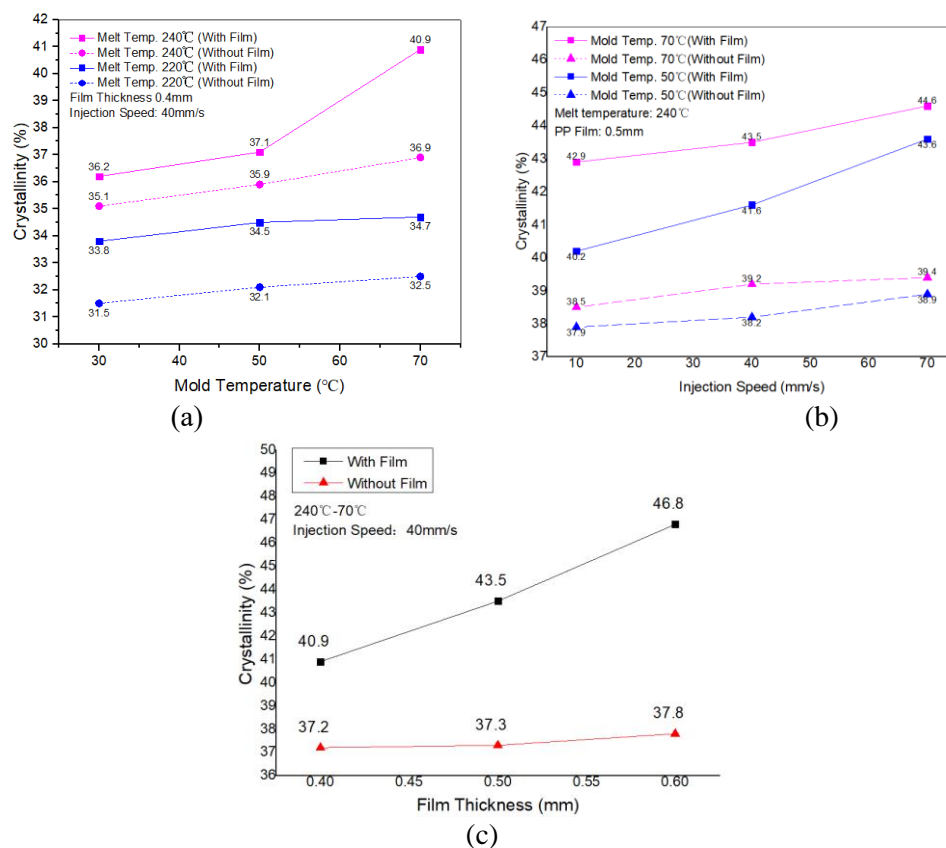 42
41
40
39
38
37
36
35
34
33
32
31
30
Crystallinity (%)
Melt Temp. 240℃ (With Film)
Melt Temp. 240℃ (Without Film)
Melt Temp. 220℃ (With Film)
Melt Temp. 220℃ (Without Film)
Film Thickness 0.4mm
Injection Speed: 40mm/s
40.9
37.1
36.2
36.9
35.9
35.1
34.7
34.5
33.8
32.5
32.1
31.5
30 40 50 60 70
Mold Temperature (℃)
(a)
47
46
45
44
43
42
41
40
39
38
37
Crystallinity (%)
Mold Temp. 70℃(With Film)
Mold Temp. 70℃(Without Film)
Mold Temp. 50℃(With Film)
Mold Temp. 50℃(Without Film)
Melt temperature: 240℃
PP Film: 0.5mm
44.6
43.5
42.9
43.6
41.6
40.2
39.4
39.2
38.5
38.9
38.2
37.9
10 20 30 40 50 60 70
Injection Speed (mm/s)
(b)
50
49
48
47
46
45
44
43
42
41
40
39
38
37
36
Crystallinity (%)
With Film
Without Film
240℃-70℃
Injection Speed: 40mm/s
46.8
43.5
40.9
37.2
37.3
37.8
0.40 0.45 0.50 0.55 0.60
Film Thickness (mm)
(c)